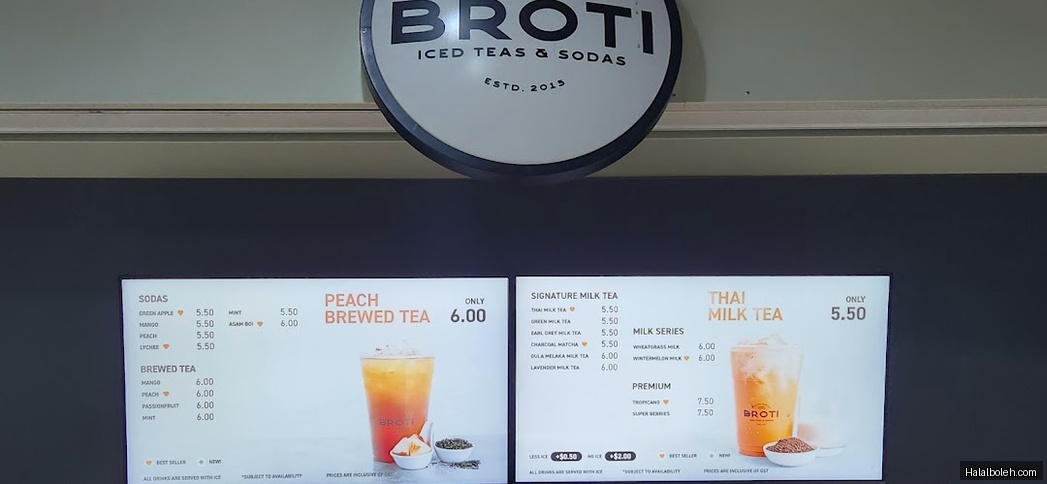 BROTI
ICED TEAS & SODAS
ESTD. 2015
SODAS
GREEN APPLE 5.50
MANGO 5.50
PEACH 5.50
LYCHEE 5.50
MINT 5.50
ASAM BOI 6.00
BREWED TEA
MANGO 6.00
PEACH 6.00
PASSIONFRUIT 6.00
MINT 6.00
PEACH
BREWED TEA
ONLY
6.00
BROTI
BEST SELLER
NEW!
ALL DRINKS ARE SERVED WITH ICE
*SUBJECT TO AVAILABILITY
PRICES ARE INCLUSIVE OF GST
SIGNATURE MILK TEA
THAI MILK TEA 5.50
GREEN MILK TEA 5.50
EARL GREY MILK TEA 5.50
CHARCOAL MATCHA 5.50
GULA MELAKA MILK TEA 6.00
LAVENDER MILK TEA 6.00
MILK SERIES
WHEATGRASS MILK 6.00
WINTERMELON MILK 6.00
PREMIUM
TROPICANO 7.50
SUPER BERRIES 7.50
THAI
MILK TEA
ONLY
5.50
BROTI
LESS ICE +$0.50 NO ICE +$2.00
BEST SELLER
NEW!
ALL DRINKS ARE SERVED WITH ICE
*SUBJECT TO AVAILABILITY
PRICES ARE INCLUSIVE OF GST
Halalboleh.com